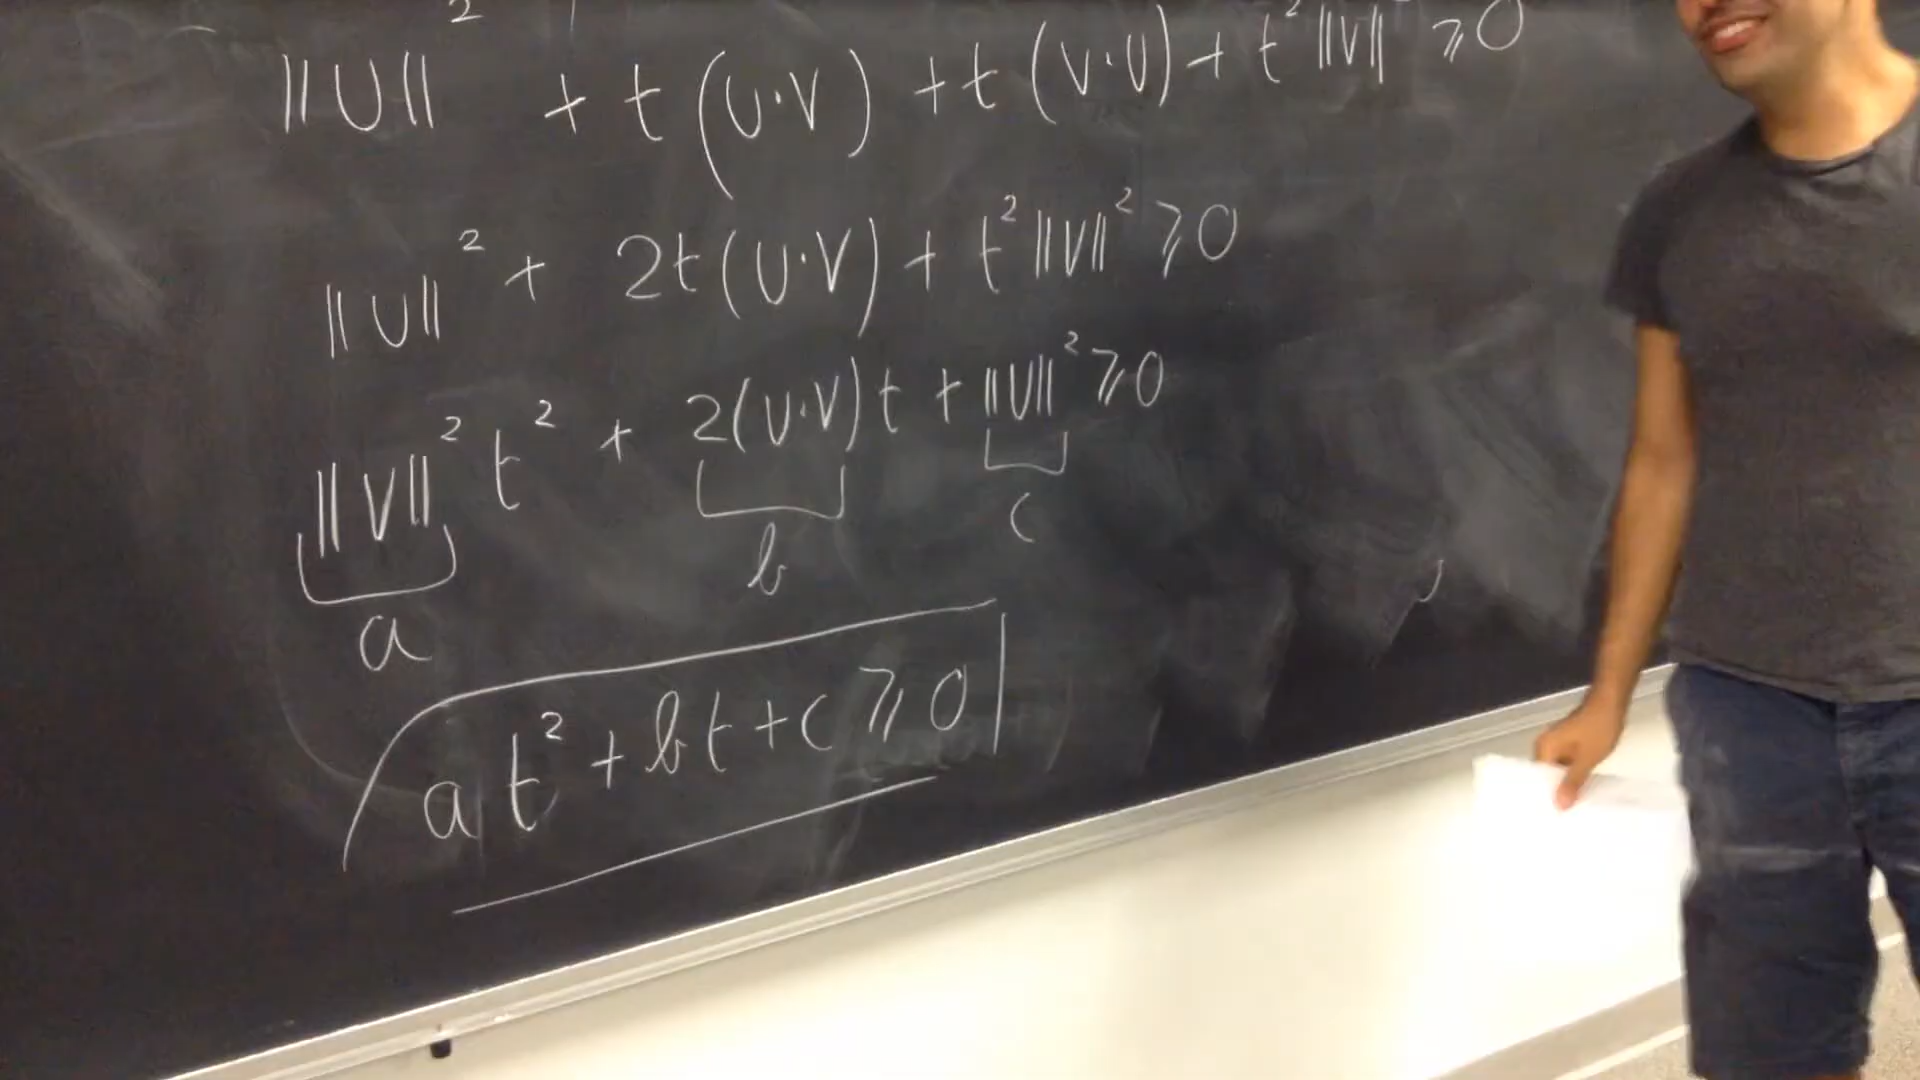 ‖U‖² + t(U·V) + t(V·U) + t²‖V‖² ⩾ 0
‖U‖² + 2t(U·V) + t²‖V‖² ⩾ 0
‖V‖² t² + 2(U·V)t + ‖U‖² ⩾ 0
a b c
at² + bt + c ⩾ 0